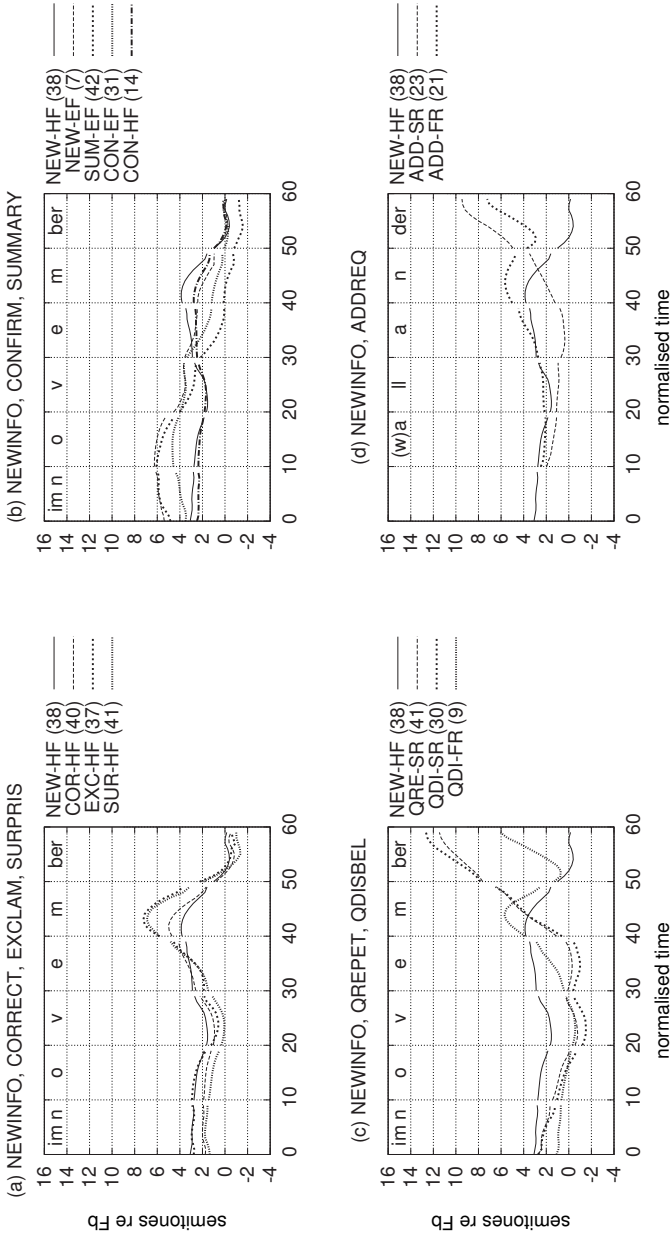 (a) NEWINFO, CORRECT, EXCLAM, SURPRIS
NEW-HF (38)
COR-HF (40)
EXC-HF (37)
SUR-HF (41)
semitones re Fb
16
14
12
10
8
6
4
2
0
-2
-4
im n o v e m ber
0 10 20 30 40 50 60
(b) NEWINFO, CONFIRM, SUMMARY
NEW-HF (38)
NEW-EF (7)
SUM-EF (42)
CON-EF (31)
CON-HF (14)
16
14
12
10
8
6
4
2
0
-2
-4
im n o v e m ber
0 10 20 30 40 50 60
(c) NEWINFO, QREPET, QDISBEL
NEW-HF (38)
QRE-SR (41)
QDI-SR (30)
QDI-FR (9)
semitones re Fb
16
14
12
10
8
6
4
2
0
-2
-4
im n o v e m ber
0 10 20 30 40 50 60
normalised time
(d) NEWINFO, ADDREQ
NEW-HF (38)
ADD-SR (23)
ADD-FR (21)
16
14
12
10
8
6
4
2
0
-2
-4
(w)a ll a n der
0 10 20 30 40 50 60
normalised time